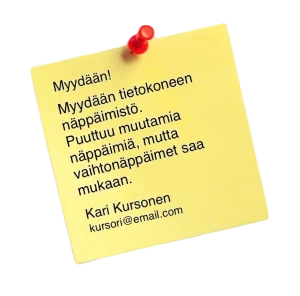 Myydään!
Myydään tietokoneen
näppäimistö.
Puuttuu muutamia
näppäimiä, mutta
vaihtonäppäimet saa
mukaan.
Kari Kursonen
kursori@email.com